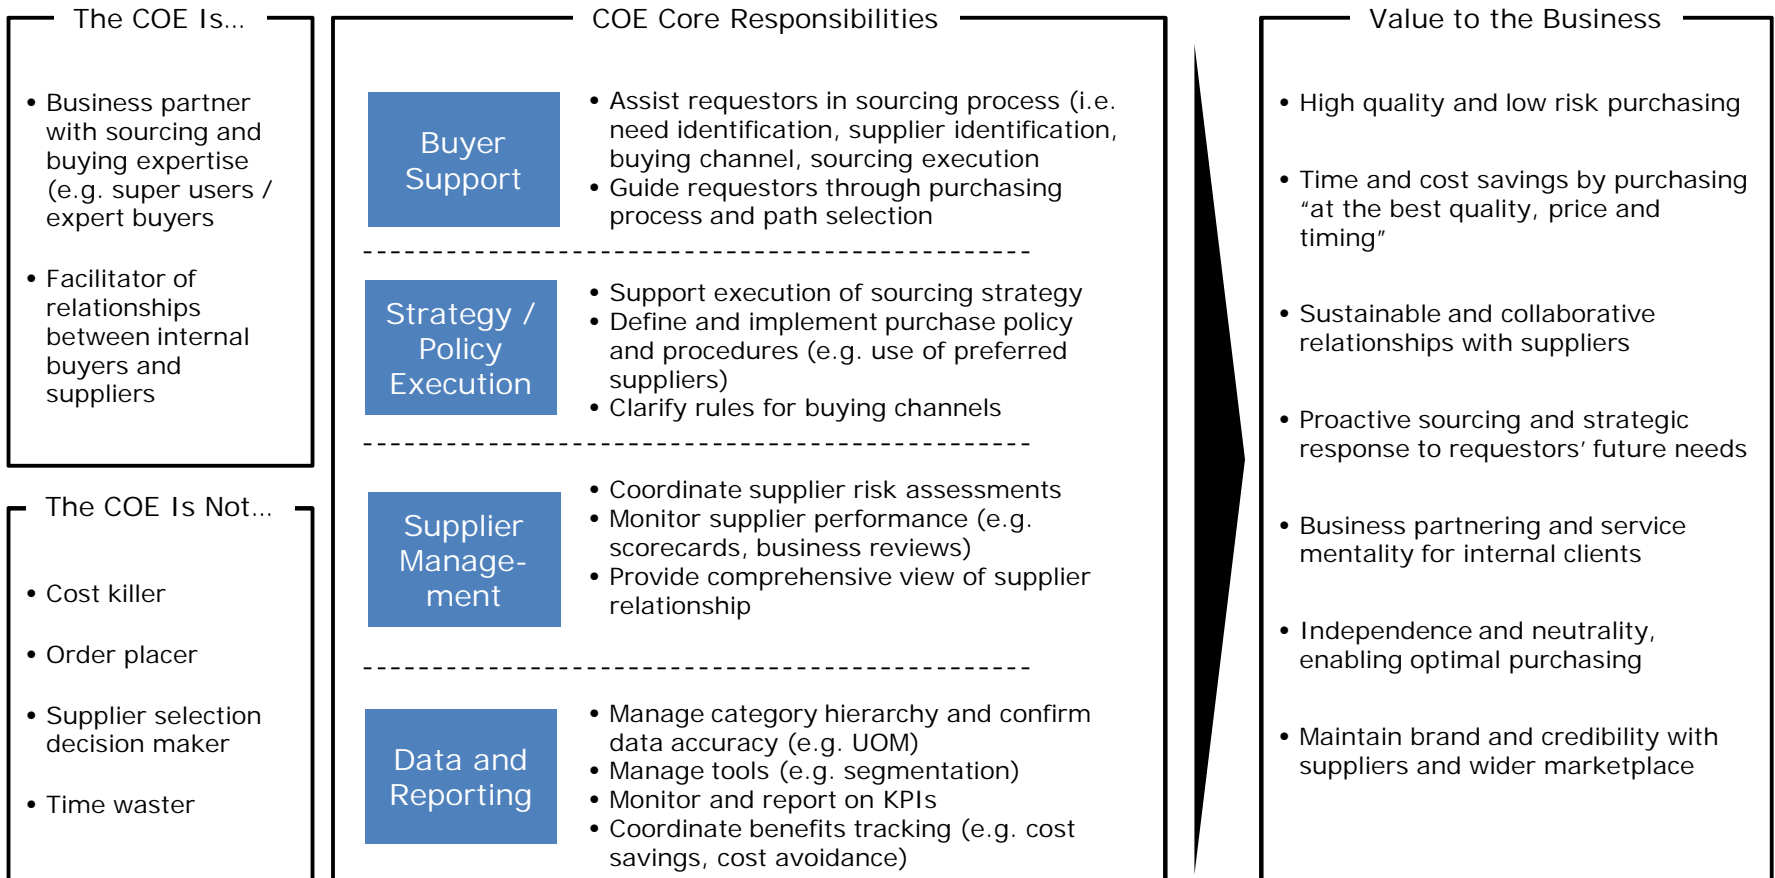 The COE Is...
• Business partner
with sourcing and
buying expertise
(e.g. super users /
expert buyers
• Facilitator of
relationships
between internal
buyers and
suppliers
The COE Is Not...
• Cost killer
• Order placer
• Supplier selection
decision maker
• Time waster
COE Core Responsibilities
Buyer
Support
• Assist requestors in sourcing process (i.e.
need identification, supplier identification,
buying channel, sourcing execution
• Guide requestors through purchasing
process and path selection
Strategy /
Policy
Execution
• Support execution of sourcing strategy
• Define and implement purchase policy
and procedures (e.g. use of preferred
suppliers)
• Clarify rules for buying channels
Supplier
Manage-
ment
• Coordinate supplier risk assessments
• Monitor supplier performance (e.g.
scorecards, business reviews)
• Provide comprehensive view of supplier
relationship
Data and
Reporting
• Manage category hierarchy and confirm
data accuracy (e.g. UOM)
• Manage tools (e.g. segmentation)
• Monitor and report on KPIs
• Coordinate benefits tracking (e.g. cost
savings, cost avoidance)
Value to the Business
• High quality and low risk purchasing
• Time and cost savings by purchasing
“at the best quality, price and
timing”
• Sustainable and collaborative
relationships with suppliers
• Proactive sourcing and strategic
response to requestors’ future needs
• Business partnering and service
mentality for internal clients
• Independence and neutrality,
enabling optimal purchasing
• Maintain brand and credibility with
suppliers and wider marketplace